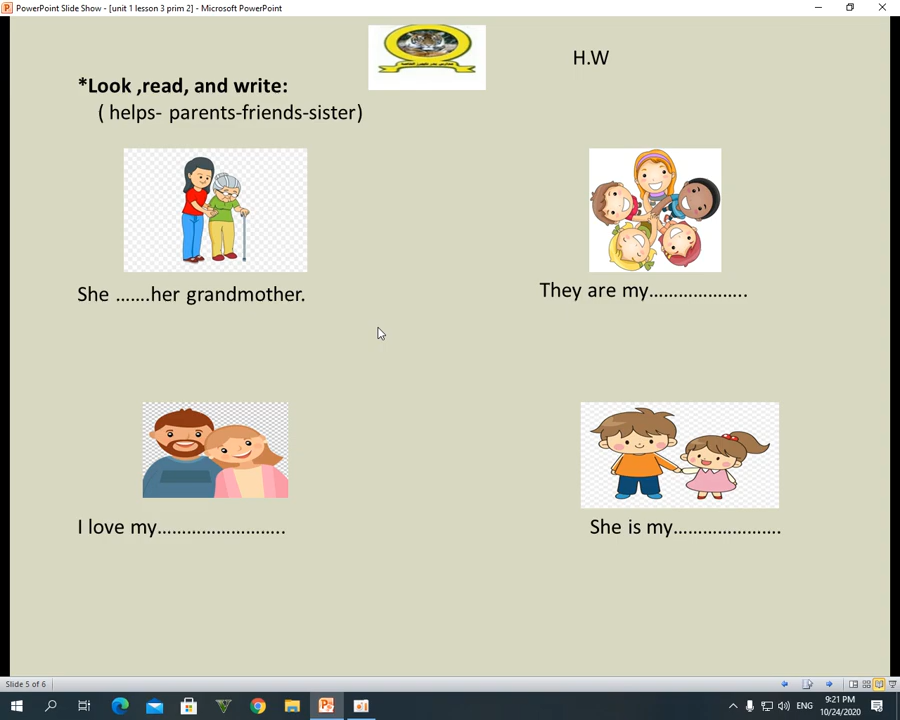 PowerPoint Slide Show - [unit 1 lesson 3 prim 2] - Microsoft PowerPoint
H.W
*Look ,read, and write:
( helps- parents-friends-sister)
She .......her grandmother.
They are my....................
I love my..........................
She is my......................
Slide 5 of 6
ENG
9:21 PM
10/24/2020